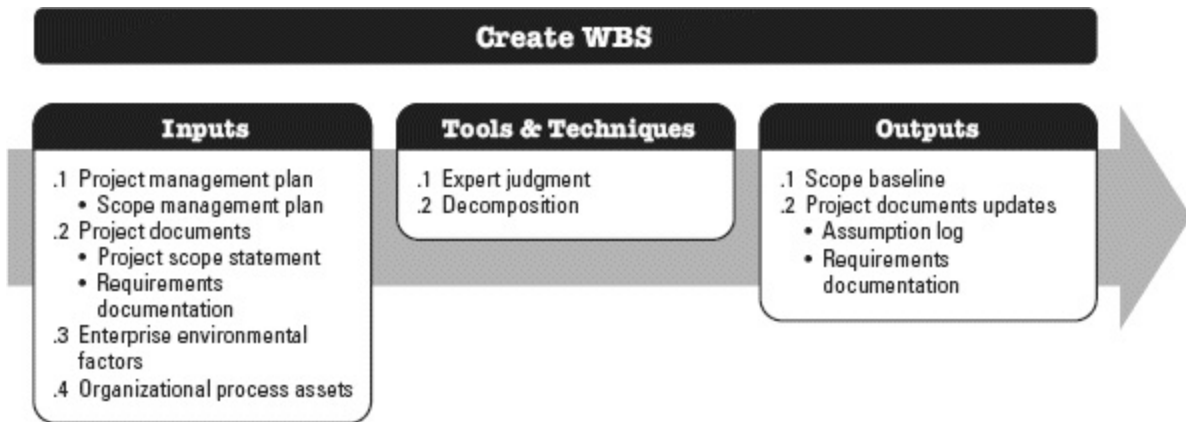 Create WBS
Inputs
.1 Project management plan
• Scope management plan
.2 Project documents
• Project scope statement
• Requirements
documentation
.3 Enterprise environmental
factors
.4 Organizational process assets
Tools & Techniques
.1 Expert judgment
.2 Decomposition
Outputs
.1 Scope baseline
.2 Project documents updates
• Assumption log
• Requirements
documentation